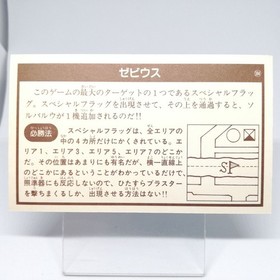 ゼビウス
このゲームの最大のターゲットの1つであるスペシャルフラッ
グ。スペシャルフラッグを出現させて、その上を通過すると、ソ
ルバルウが1機追加されるのだ!!
必勝法
スペシャルフラッグは、全エリア
の中の4カ所だけにかくされている。エ
リア1、エリア3、エリア5、エリア7のどこか
だ。その位置はあまりにも有名だが、横一直線上
のどこかにあるということがわかっているだけで、
照準器にも反応しないので、ひたすらブラスター
を撃ちまくるしか、出現させる方法はない!!
S